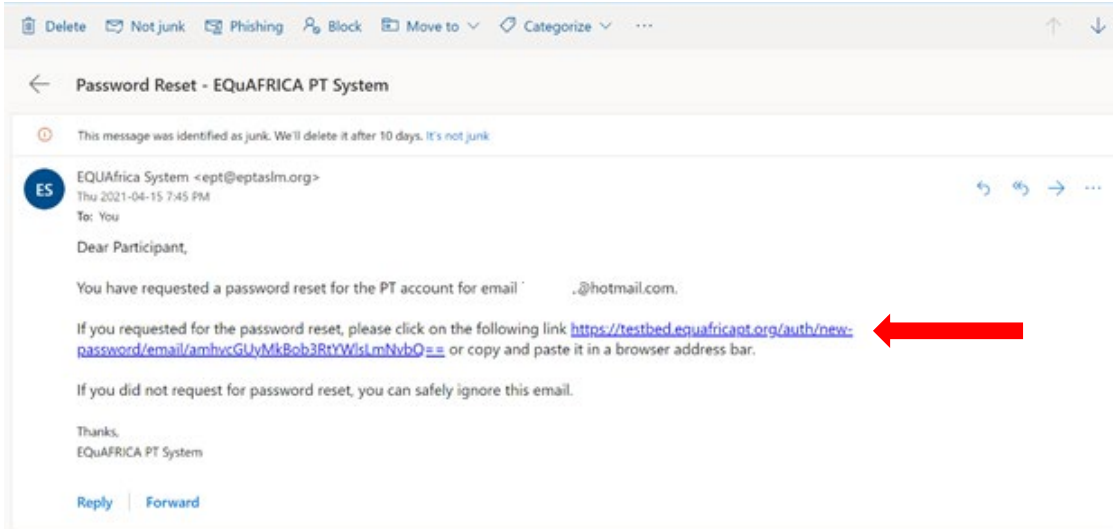 Delete Not junk Phishing Block Move to Categorize ...
Password Reset - EQuAFRICA PT System
This message was identified as junk. We'll delete it after 10 days. It's not junk
ES
EQUAfrica System <ept@eptaslm.org>
Thu 2021-04-15 7:45 PM
To: You
Dear Participant,
You have requested a password reset for the PT account for email .@hotmail.com.
If you requested for the password reset, please click on the following link https://testbed.equafricapt.org/auth/new-
password/email/amhvcGUyMkBob3RtYWlsLmNvbQ== or copy and paste it in a browser address bar.
If you did not request for password reset, you can safely ignore this email.
Thanks,
EQuAFRICA PT System
Reply Forward